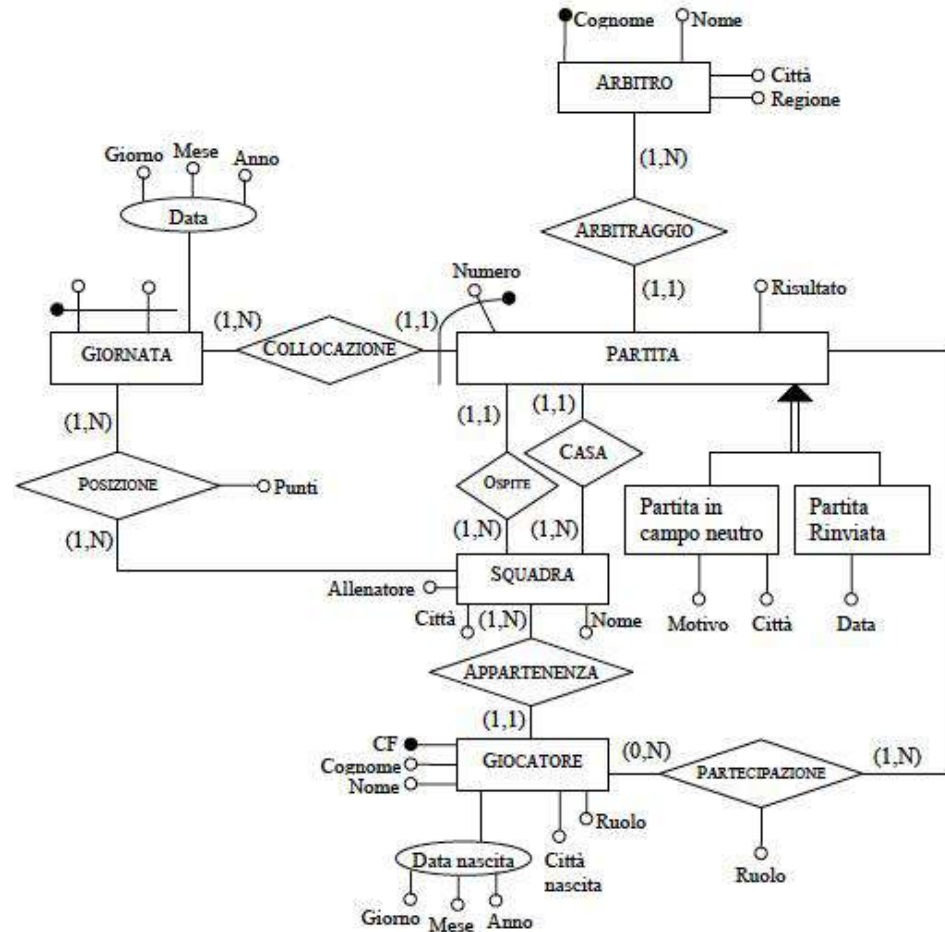 Cognome
Nome
ARBITRO
Città
Regione
(1,N)
Giorno
Mese
Anno
Data
ARBITRAGGIO
Numero
(1,1)
Risultato
(1,N)
(1,1)
GIORNATA
COLLOCAZIONE
PARTITA
(1,N)
(1,1)
(1,1)
CASA
POSIZIONE
Punti
OSPITE
Partita in
campo neutro
Partita
Rinviata
(1,N)
(1,N)
(1,N)
SQUADRA
Allenatore
Città
(1,N)
Nome
Motivo
Città
Data
APPARTENENZA
(1,1)
CF
Cognome
Nome
GIOCATORE
(0,N)
PARTECIPAZIONE
(1,N)
Ruolo
Data nascita
Città
nascita
Ruolo
Giorno
Mese
Anno